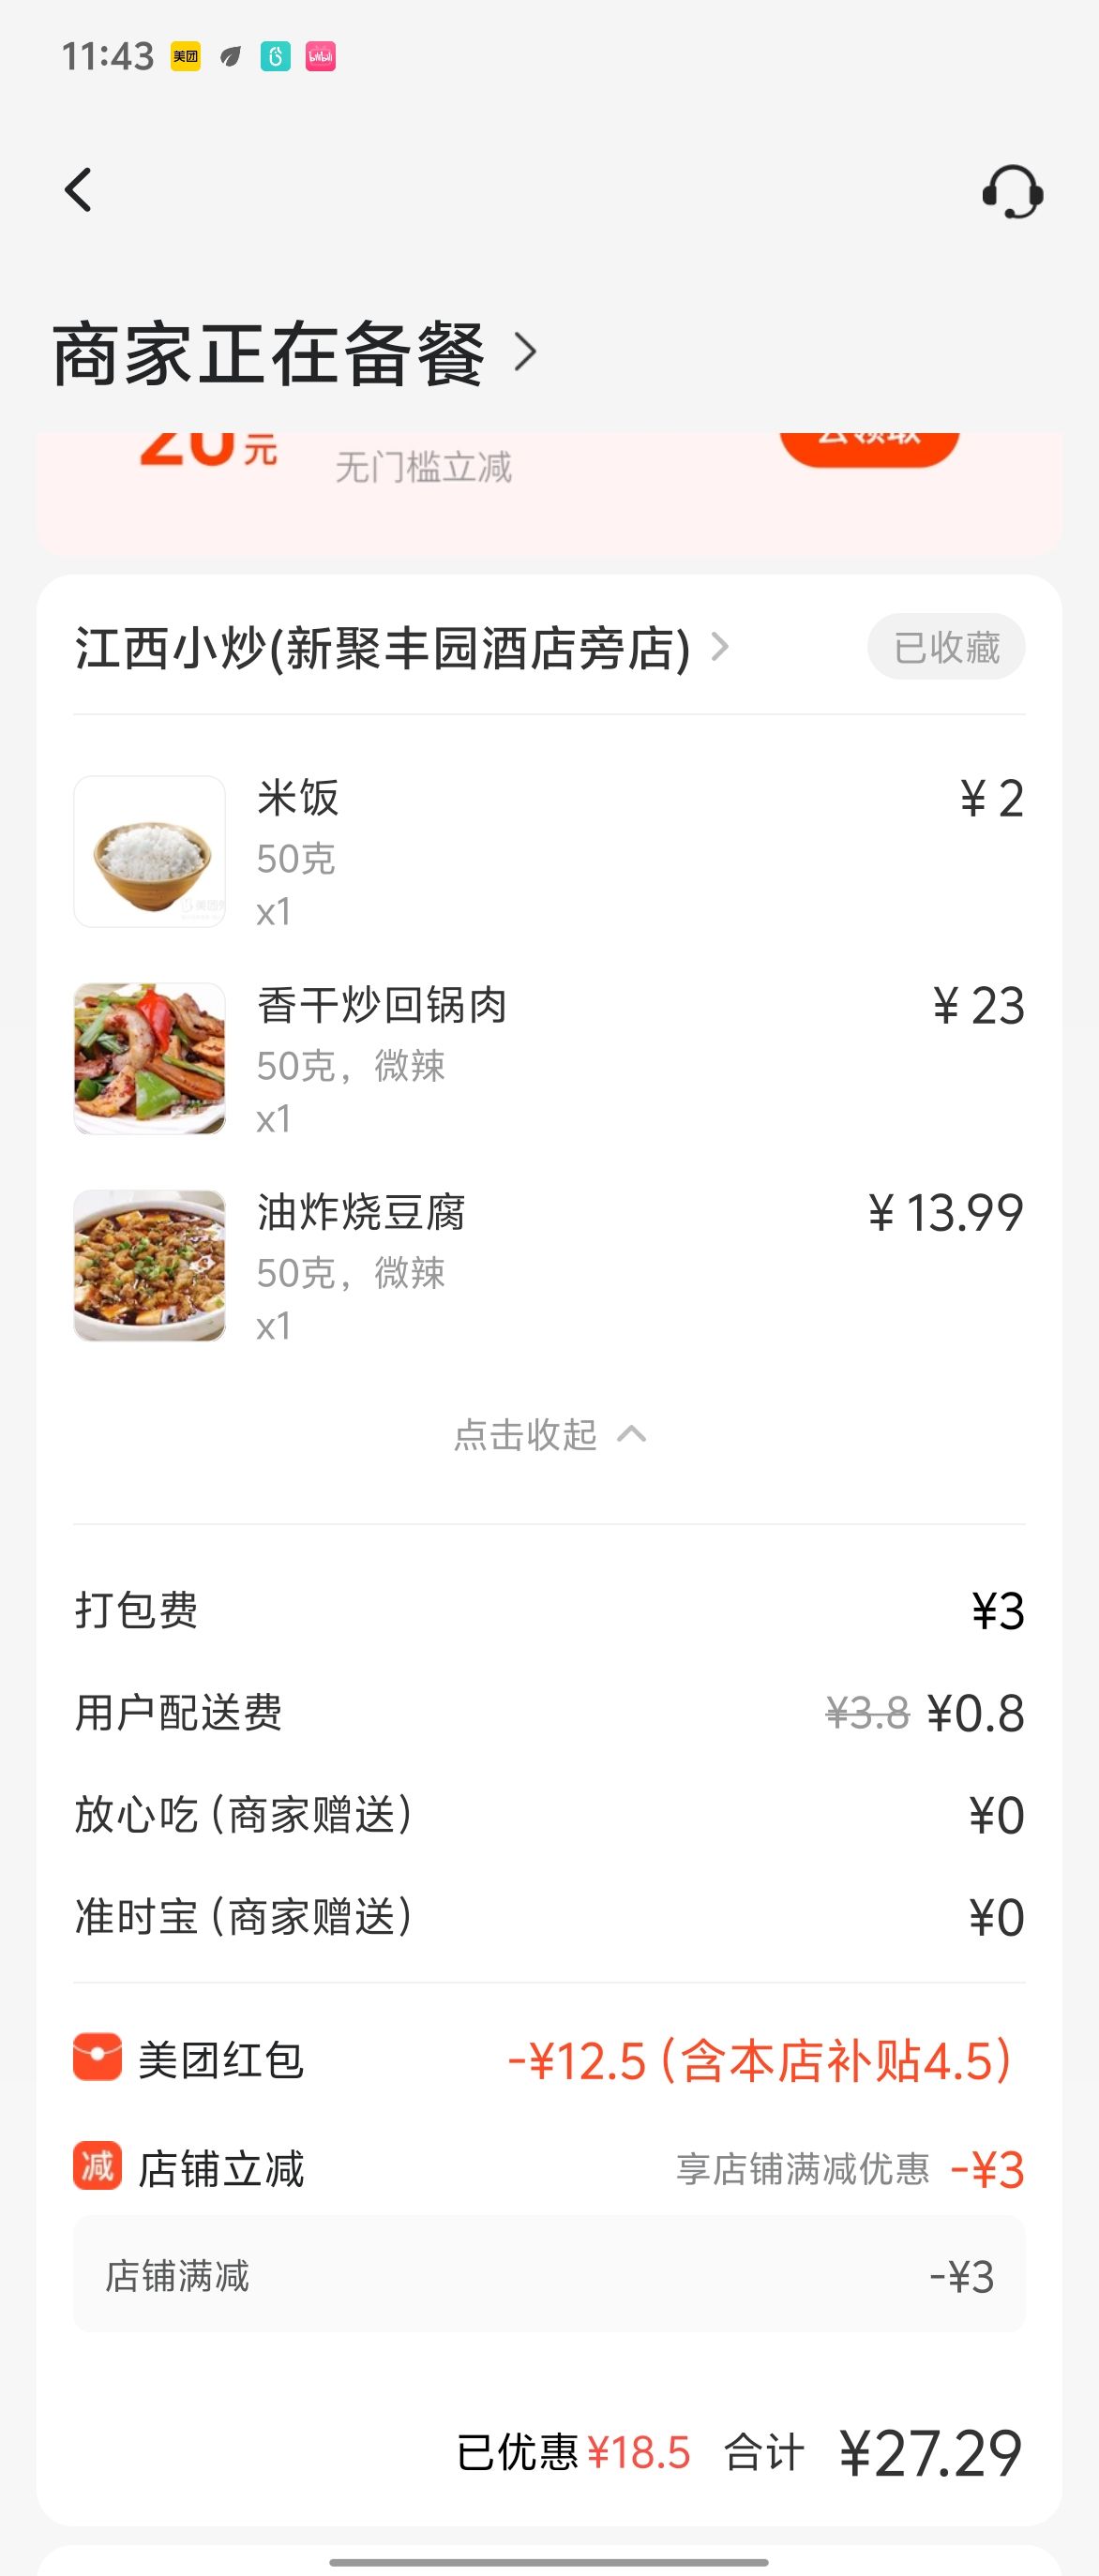 11:43 美团 bilibili
商家正在备餐
20元 去领取
无门槛立减
江西小炒(新聚丰园酒店旁店) 已收藏
米饭 ¥ 2
50克
x1
香干炒回锅肉 ¥ 23
50克，微辣
x1
油炸烧豆腐 ¥ 13.99
50克，微辣
x1
点击收起
打包费 ¥3
用户配送费 ¥3.8 ¥0.8
放心吃 (商家赠送) ¥0
准时宝 (商家赠送) ¥0
美团红包 -¥12.5 (含本店补贴4.5)
减 店铺立减 享店铺满减优惠 -¥3
店铺满减 -¥3
已优惠 ¥18.5 合计 ¥27.29